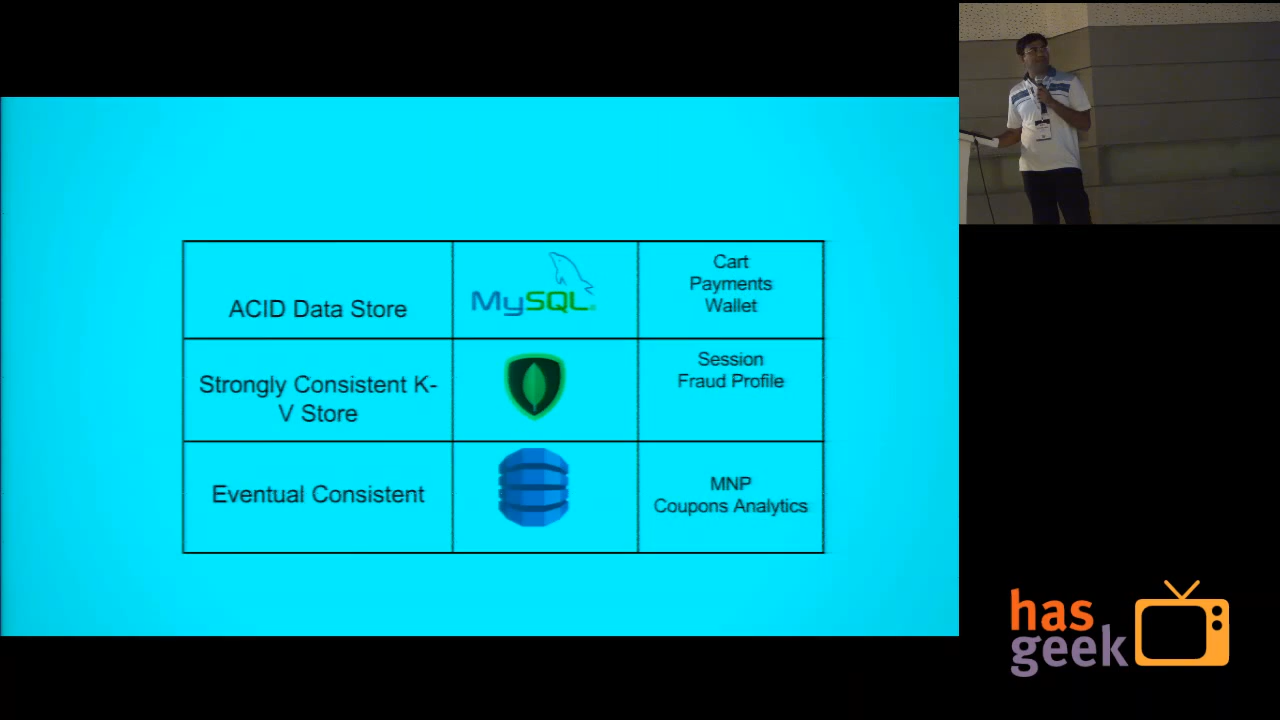 ACID Data Store
MySQL
Cart
Payments
Wallet
Strongly Consistent K-
V Store
Session
Fraud Profile
Eventual Consistent
MNP
Coupons Analytics
has
geek